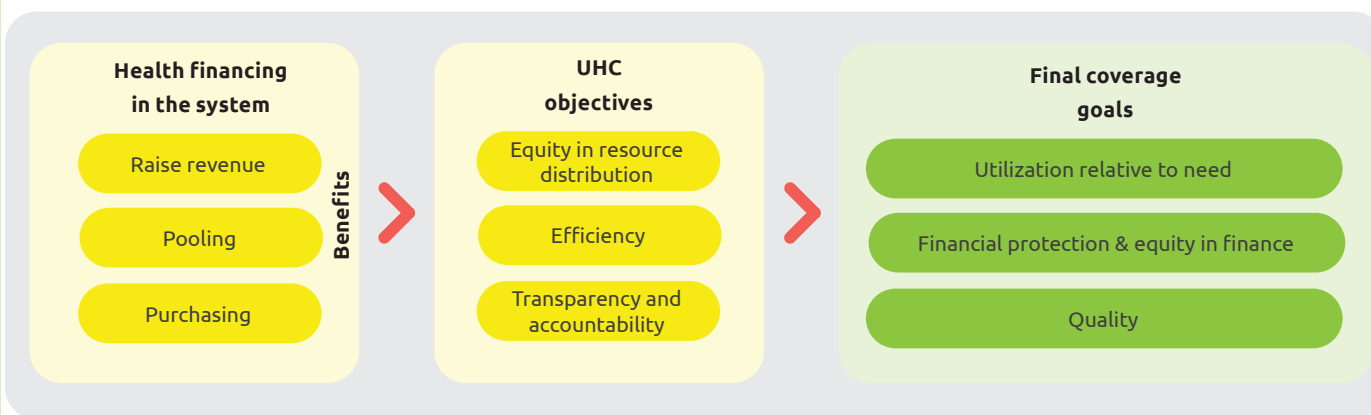 Health financing
in the system
Raise revenue
Pooling
Purchasing
Benefits
UHC
objectives
Equity in resource
distribution
Efficiency
Transparency and
accountability
Final coverage
goals
Utilization relative to need
Financial protection & equity in finance
Quality